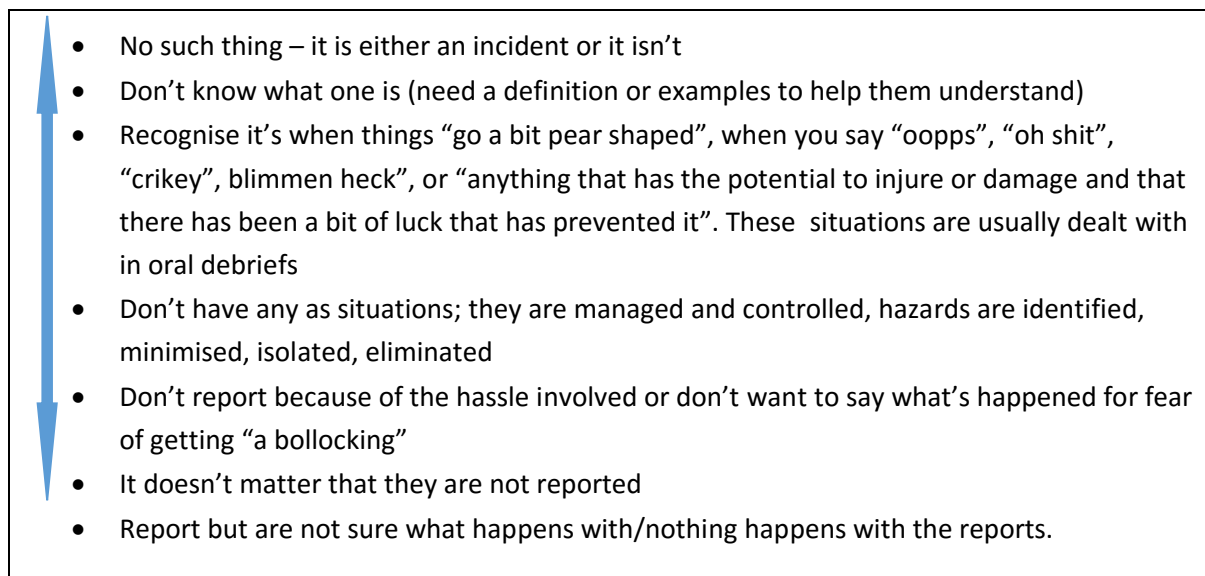 • No such thing – it is either an incident or it isn’t
• Don’t know what one is (need a definition or examples to help them understand)
• Recognise it’s when things “go a bit pear shaped”, when you say “oopps”, “oh shit”,
“crikey”, blimmen heck”, or “anything that has the potential to injure or damage and that
there has been a bit of luck that has prevented it”. These  situations are usually dealt with
in oral debriefs
• Don’t have any as situations; they are managed and controlled, hazards are identified,
minimised, isolated, eliminated
• Don’t report because of the hassle involved or don’t want to say what’s happened for fear
of getting “a bollocking”
• It doesn’t matter that they are not reported
• Report but are not sure what happens with/nothing happens with the reports.